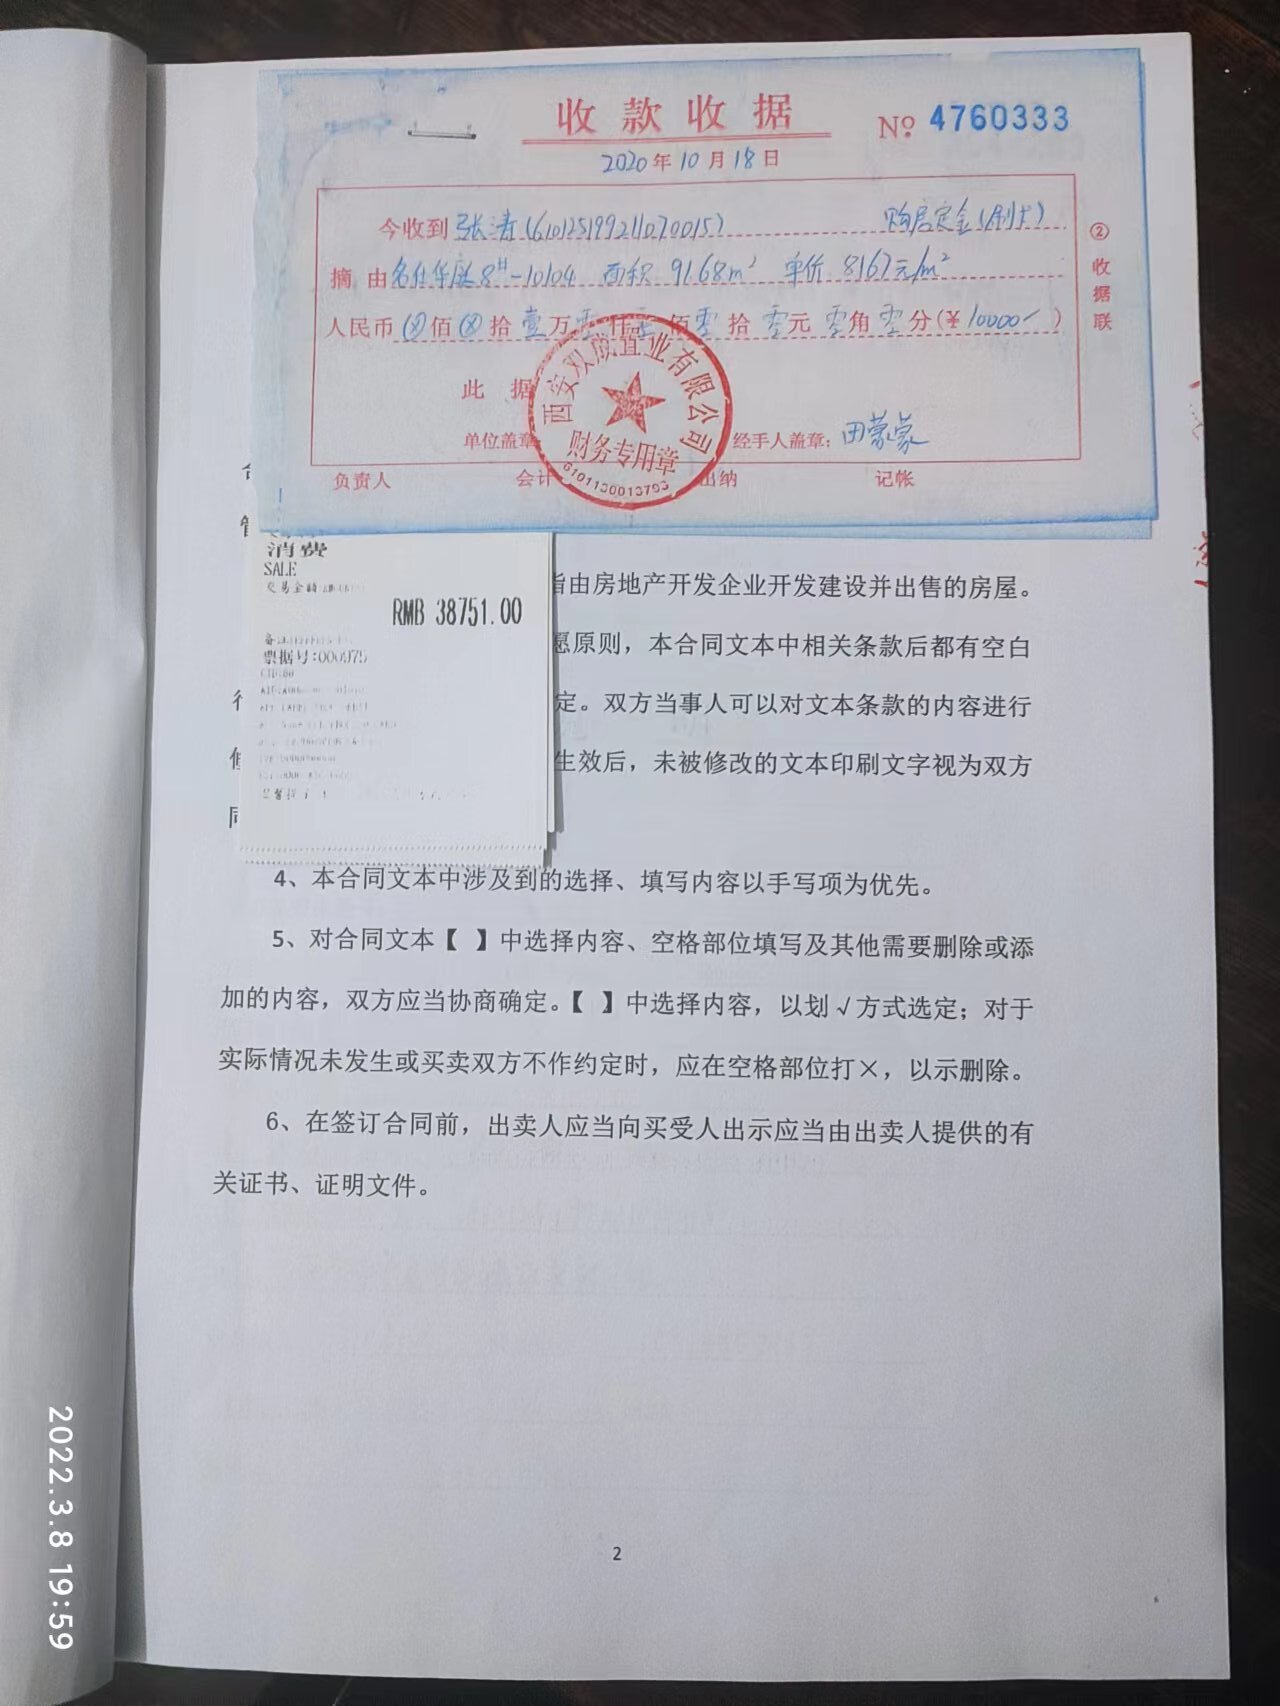 收款收据
№ 4760333
2020年10月18日
今收到 张涛(610125199211070015) 购房定金(刷卡)
摘由 名仕华庭8#-10104 面积 91.68m² 单价 8167元/m²
人民币 ⊗佰⊗拾壹万零仟零佰零拾零元零角零分(¥10000-)
此据
②收据联
西安双欣置业有限公司
财务专用章
6101130013793
单位盖章: 经手人盖章: 田蒙蒙
负责人 会计 出纳 记帐
消费
SALE
交易金额
RMB 38751.00
票据号:000975
指由房地产开发企业开发建设并出售的房屋。
愿原则，本合同文本中相关条款后都有空白
定。双方当事人可以对文本条款的内容进行
生效后，未被修改的文本印刷文字视为双方
4、本合同文本中涉及到的选择、填写内容以手写项为优先。
5、对合同文本【 】中选择内容、空格部位填写及其他需要删除或添
加的内容，双方应当协商确定。【 】中选择内容，以划√方式选定；对于
实际情况未发生或买卖双方不作约定时，应在空格部位打×，以示删除。
6、在签订合同前，出卖人应当向买受人出示应当由出卖人提供的有
关证书、证明文件。
2
2022.3.8 19:59